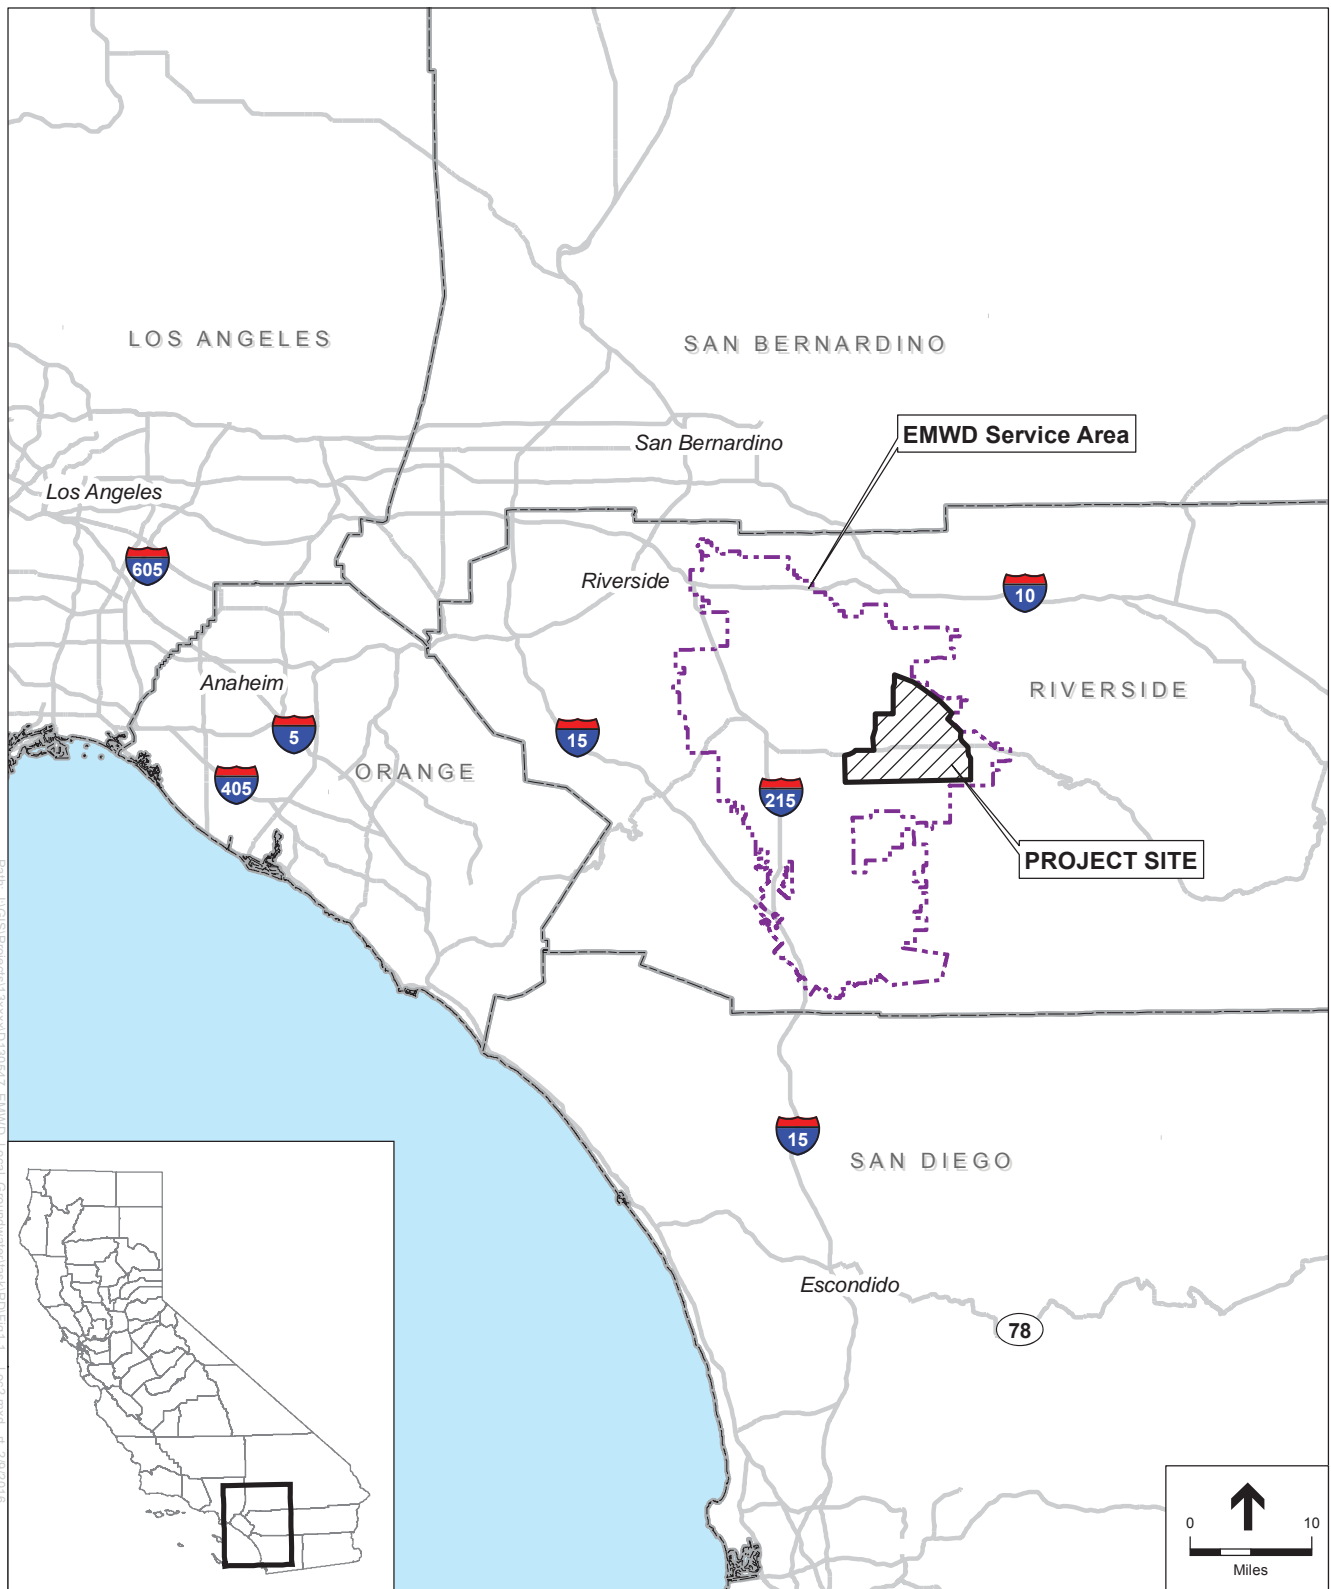 LOS ANGELES
SAN BERNARDINO
EMWD Service Area
San Bernardino
Los Angeles
605
Riverside
10
Anaheim
RIVERSIDE
5
15
ORANGE
405
215
PROJECT SITE
15
SAN DIEGO
Escondido
78
0 10
Miles